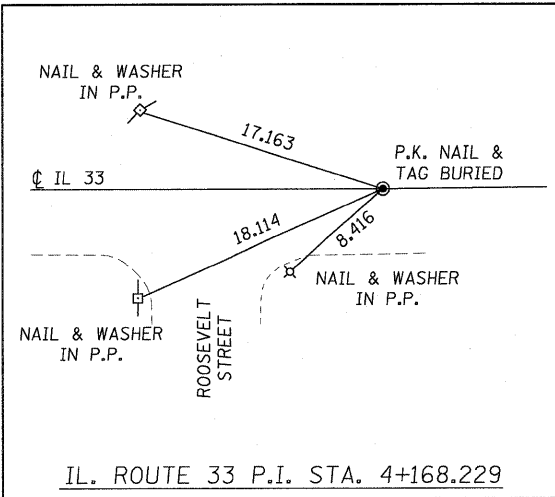 NAIL & WASHER
IN P.P.
17.163
P.K. NAIL &
TAG BURIED
℄ IL 33
18.114
8.416
NAIL & WASHER
IN P.P.
NAIL & WASHER
IN P.P.
ROOSEVELT
STREET
IL. ROUTE 33 P.I. STA. 4+168.229